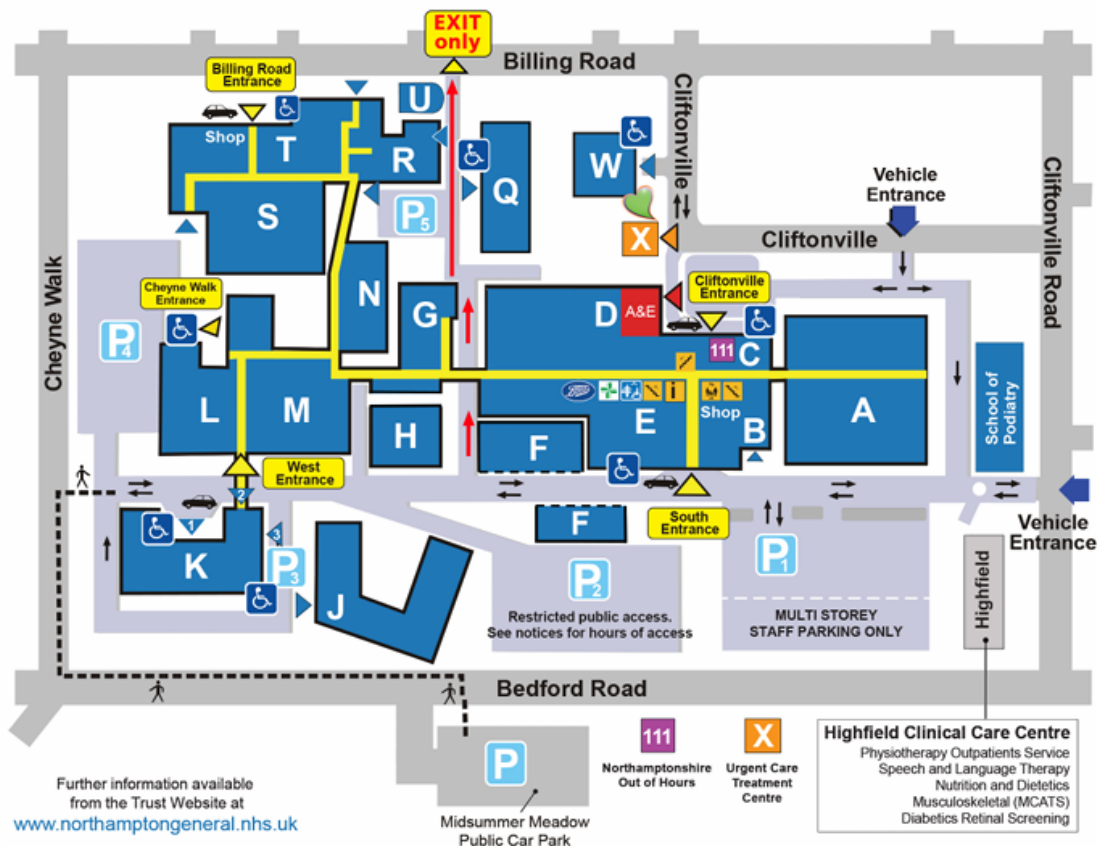 EXIT
only
Billing Road
Billing Road
Entrance
U
Shop
T
R
Q
W
Cliftonville
Vehicle
Entrance
Cliftonville Road
S
P5
X
Cliftonville
Cheyne Walk
Cheyne Walk
Entrance
N
G
D
A&E
Cliftonville
Entrance
P4
111
C
Boots
i
L
M
H
F
E
Shop
B
A
School of
Podiatry
West
Entrance
2
1
3
K
P3
J
F
South
Entrance
P1
P2
Vehicle
Entrance
Restricted public access.
See notices for hours of access
MULTI STOREY
STAFF PARKING ONLY
Highfield
Bedford Road
P
Midsummer Meadow
Public Car Park
111
Northamptonshire
Out of Hours
X
Urgent Care
Treatment
Centre
Highfield Clinical Care Centre
Physiotherapy Outpatients Service
Speech and Language Therapy
Nutrition and Dietetics
Musculoskeletal (MCATS)
Diabetics Retinal Screening
Further information available
from the Trust Website at
www.northamptongeneral.nhs.uk